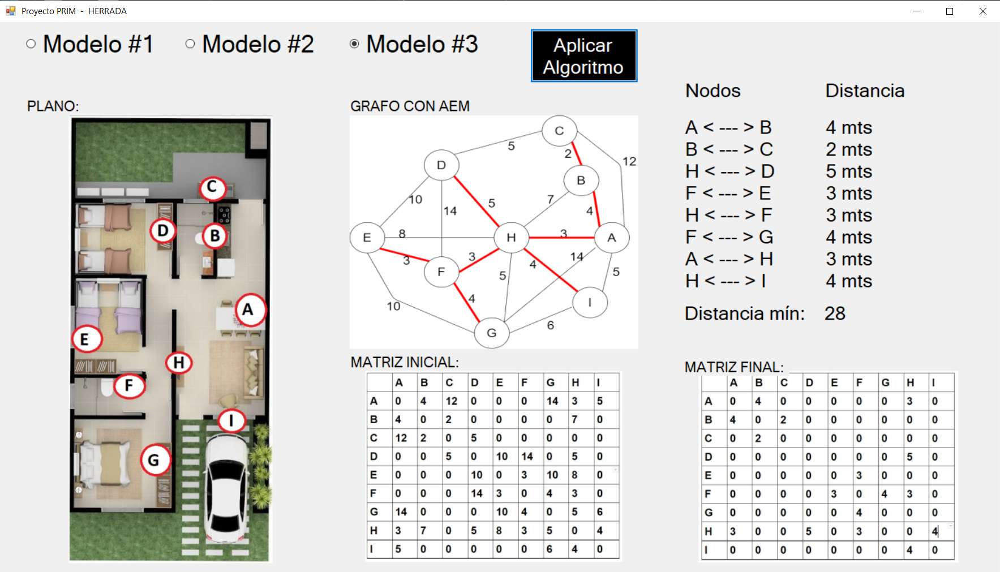 Proyecto PRIM - HERRADA
Modelo #1
Modelo #2
Modelo #3
Aplicar
Algoritmo
PLANO:
C
D
B
A
E
H
F
I
G
GRAFO CON AEM
C
5
2
12
D
B
10
14
5
7
4
E
8
H
3
A
3
F
3
4
14
5
5
4
I
10
6
G
Nodos Distancia
A < --- > B 4 mts
B < --- > C 2 mts
H < --- > D 5 mts
F < --- > E 3 mts
H < --- > F 3 mts
F < --- > G 4 mts
A < --- > H 3 mts
H < --- > I 4 mts
Distancia mín: 28
MATRIZ INICIAL:
A B C D E F G H I
A 0 4 12 0 0 0 14 3 5
B 4 0 2 0 0 0 0 7 0
C 12 2 0 5 0 0 0 0 0
D 0 0 5 0 10 14 0 5 0
E 0 0 0 10 0 3 10 8 0
F 0 0 0 14 3 0 4 3 0
G 14 0 0 0 10 4 0 5 6
H 3 7 0 5 8 3 5 0 4
I 5 0 0 0 0 0 6 4 0
MATRIZ FINAL:
A B C D E F G H I
A 0 4 0 0 0 0 0 3 0
B 4 0 2 0 0 0 0 0 0
C 0 2 0 0 0 0 0 0 0
D 0 0 0 0 0 0 0 5 0
E 0 0 0 0 0 3 0 0 0
F 0 0 0 0 3 0 4 3 0
G 0 0 0 0 0 4 0 0 0
H 3 0 0 5 0 3 0 0 4
I 0 0 0 0 0 0 0 4 0